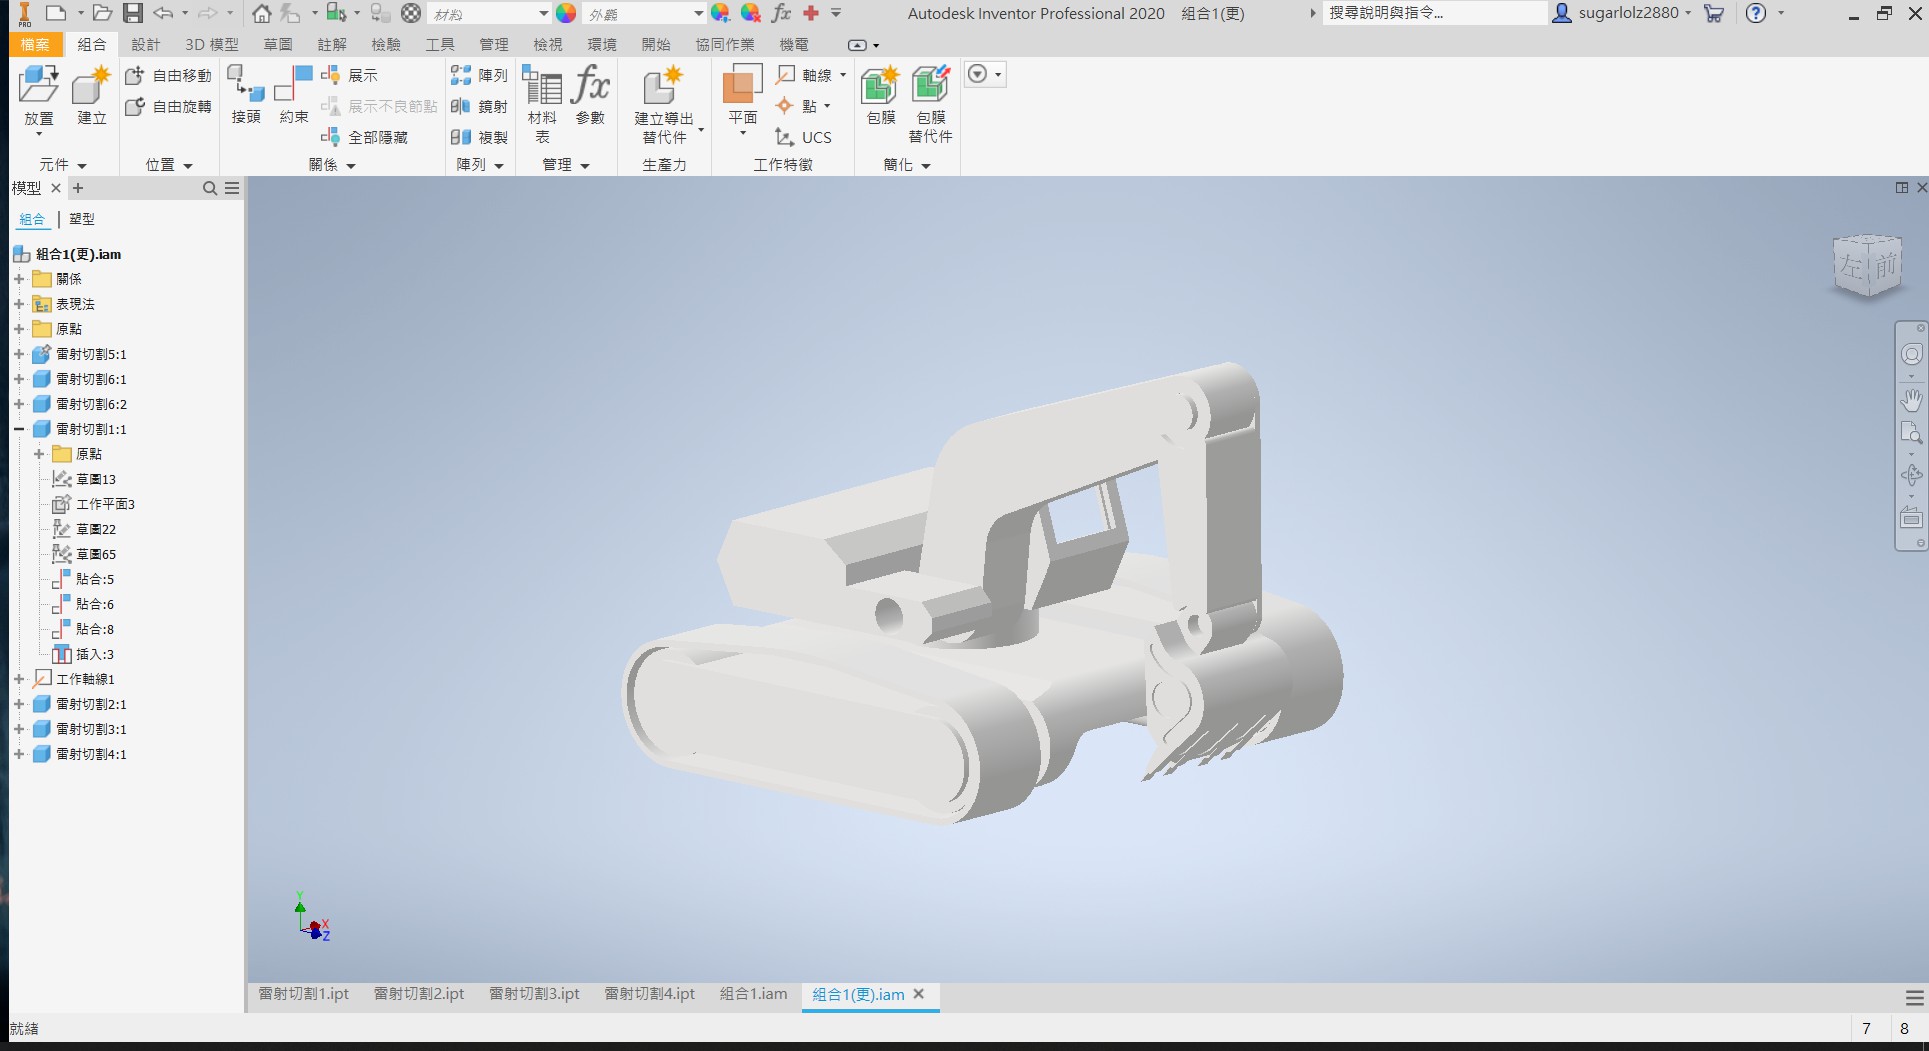 PRO
材料
外觀
fx
Autodesk Inventor Professional 2020 組合1(更)
搜尋說明與指令...
sugarlolz2880
檔案 組合 設計 3D 模型 草圖 註解 檢驗 工具 管理 檢視 環境 開始 協同作業 機電
放置
建立
自由移動
自由旋轉
接頭
約束
展示
展示不良節點
全部隱藏
陣列
鏡射
複製
材料
表
fx
參數
建立導出
替代件
平面
軸線
點
UCS
包膜
包膜
替代件
元件 位置 關係 陣列 管理 生產力 工作特徵 簡化
模型
組合 | 塑型
組合1(更).iam
關係
表現法
原點
雷射切割5:1
雷射切割6:1
雷射切割6:2
雷射切割1:1
原點
草圖13
工作平面3
草圖22
草圖65
貼合:5
貼合:6
貼合:8
插入:3
工作軸線1
雷射切割2:1
雷射切割3:1
雷射切割4:1
左 前
Y
X
Z
雷射切割1.ipt 雷射切割2.ipt 雷射切割3.ipt 雷射切割4.ipt 組合1.iam 組合1(更).iam
就緒
7 8